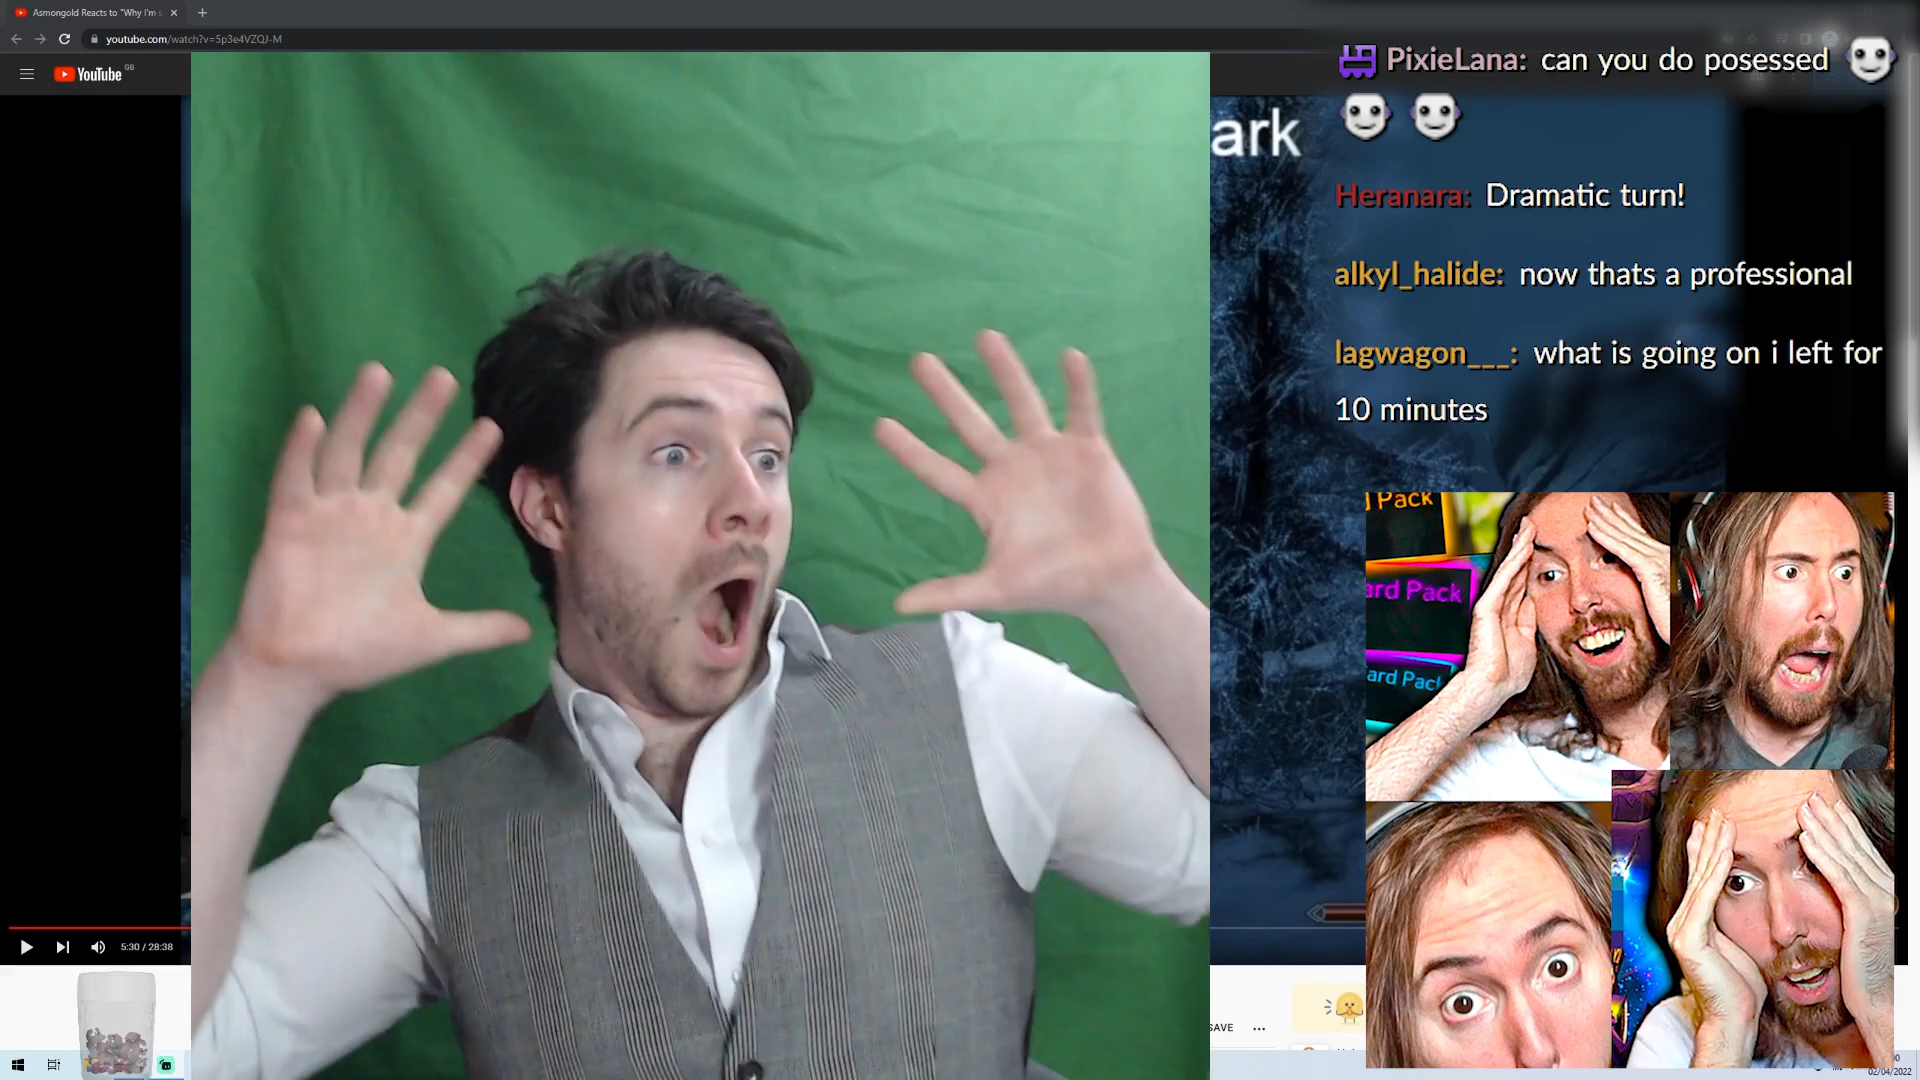 Asmongold Reacts to "Why I'm s
youtube.com/watch?v=5p3e4VZQJ-M
YouTube GB
ark
PixieLana: can you do posessed
Heranara: Dramatic turn!
alkyl_halide: now thats a professional
lagwagon___: what is going on i left for
10 minutes
Pack
ard Pack
ard Pack
5:30 / 28:38
SAVE
02/04/2022